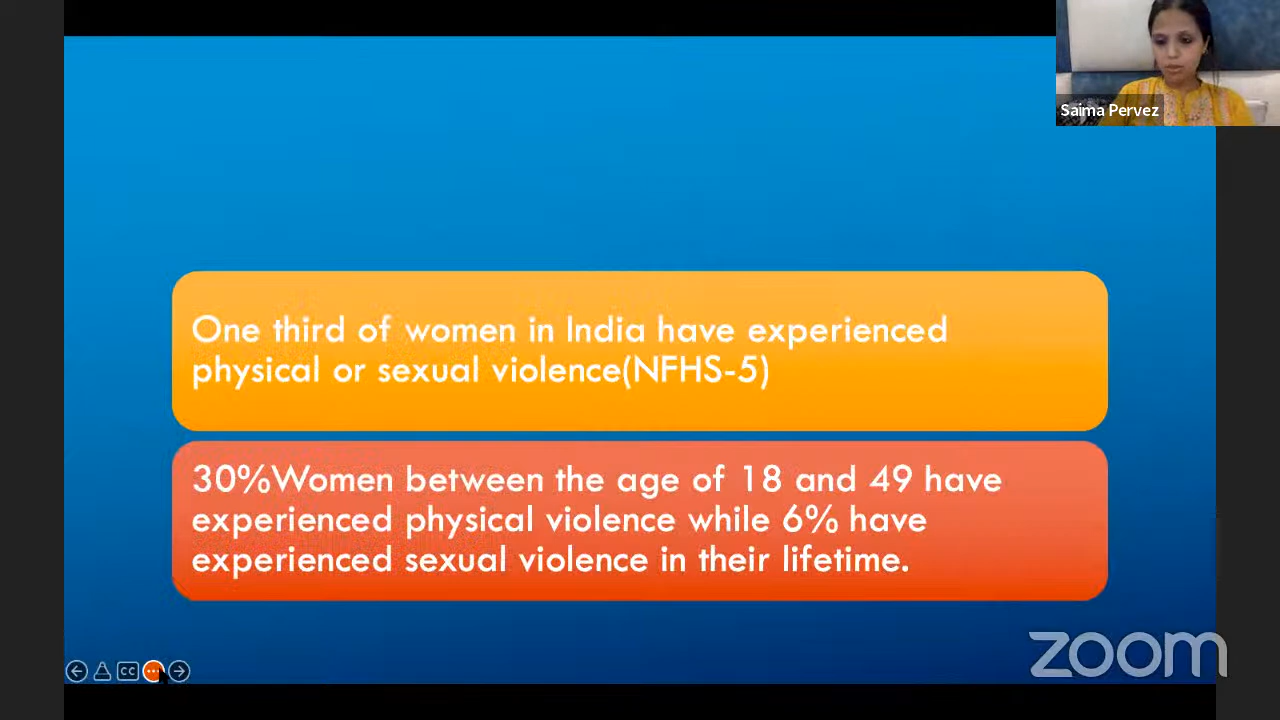 Saima Pervez
One third of women in India have experienced
physical or sexual violence(NFHS-5)
30%Women between the age of 18 and 49 have
experienced physical violence while 6% have
experienced sexual violence in their lifetime.
CC
zoom